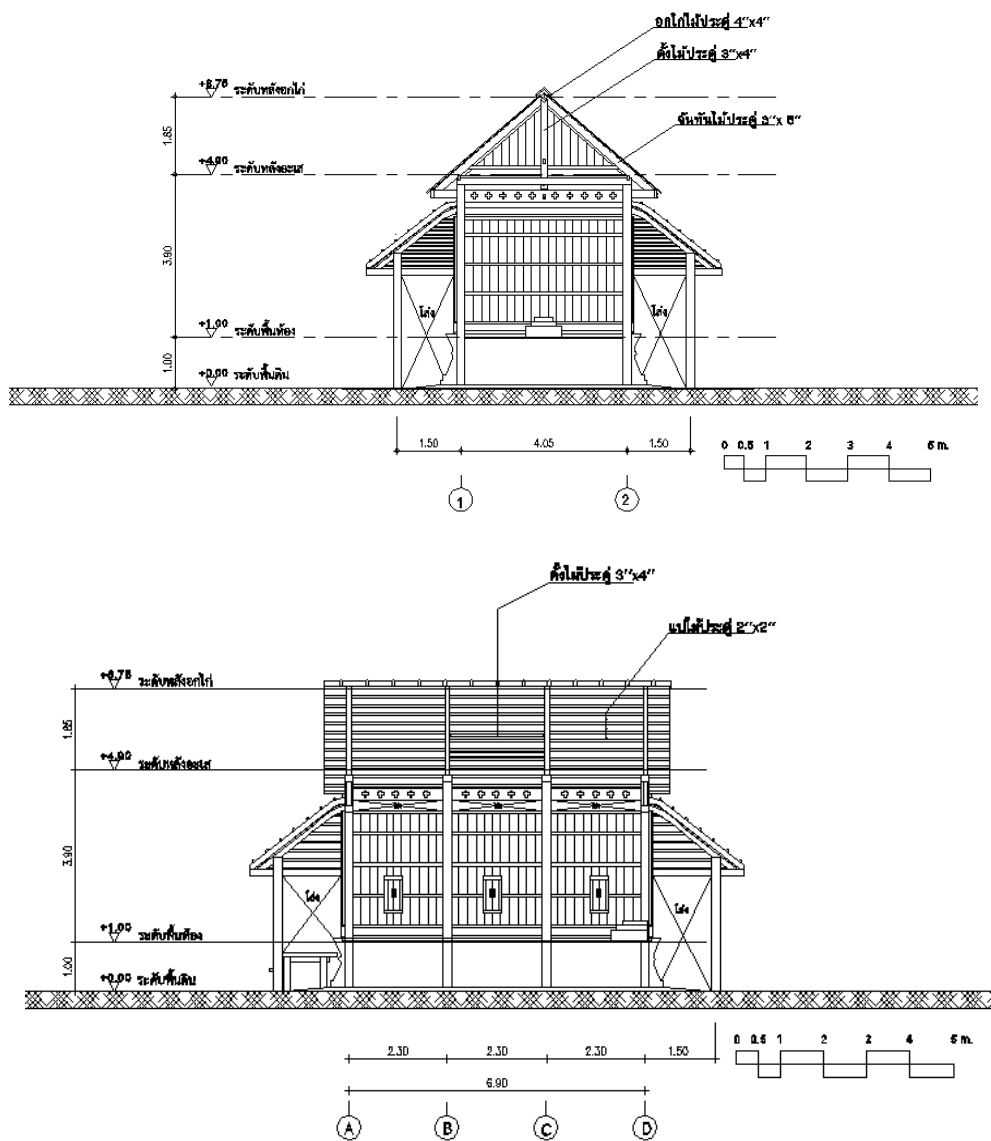 อกไก่ไม้ประดู่ 4"x4"
ดั้งไม้ประดู่ 3"x4"
จันทันไม้ประดู่ 3"x 6"
+6.75 ระดับหลังอกไก่
1.85
+4.90 ระดับหลังอะเส
3.90
โล่ง
โล่ง
+1.00 ระดับพื้นห้อง
1.00
+0.00 ระดับพื้นดิน
1.50
4.05
1.50
0 0.5 1 2 3 4 5 m.
1
2
ดั้งไม้ประดู่ 3"x4"
แปไม้ประดู่ 2"x2"
+6.75 ระดับหลังอกไก่
1.85
+4.90 ระดับหลังอะเส
3.90
โล่ง
โล่ง
+1.00 ระดับพื้นห้อง
1.00
+0.00 ระดับพื้นดิน
2.30
2.30
2.30
1.50
0 0.5 1 2 2 4 5 m.
6.90
A
B
C
D